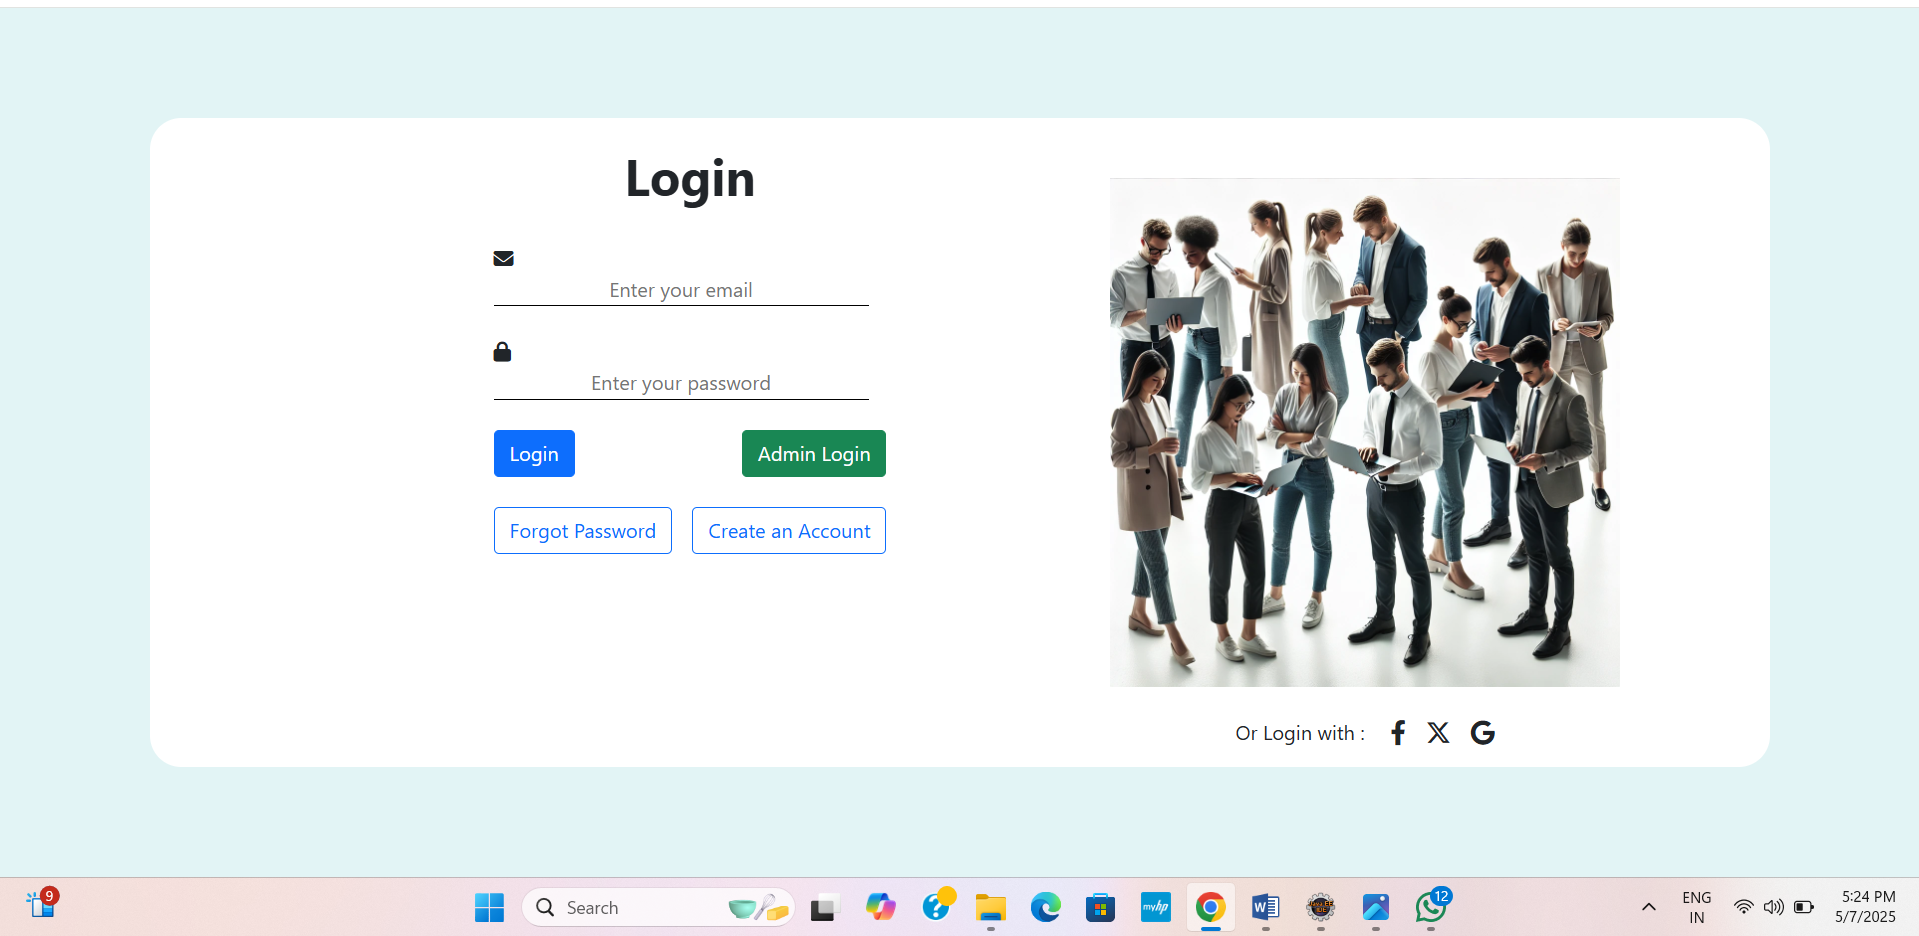 Login
Enter your email
Enter your password
Login
Admin Login
Forgot Password
Create an Account
Or Login with :
9
Search
myhp
W
12
ENG
IN
5:24 PM
5/7/2025